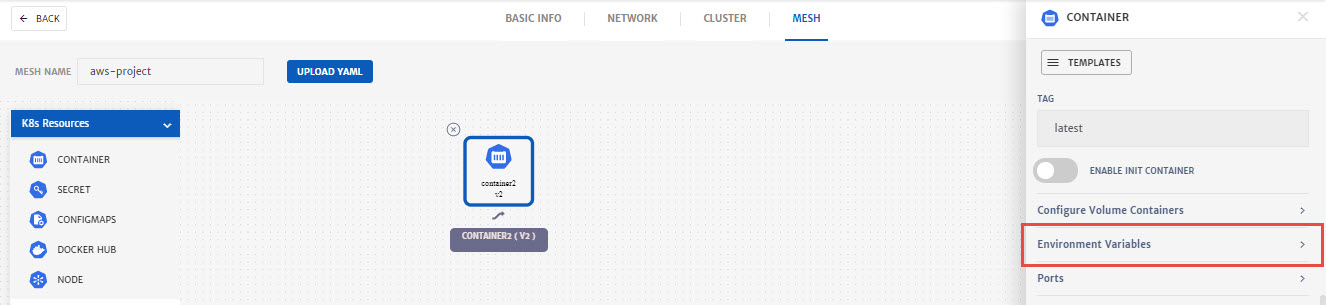 BACK
BASIC INFO
NETWORK
CLUSTER
MESH
MESH NAME
aws-project
UPLOAD YAML
K8s Resources
CONTAINER
SECRET
CONFIGMAPS
DOCKER HUB
NODE
container2
v2
CONTAINER2 ( V2 )
CONTAINER
TEMPLATES
TAG
latest
ENABLE INIT CONTAINER
Configure Volume Containers
Environment Variables
Ports